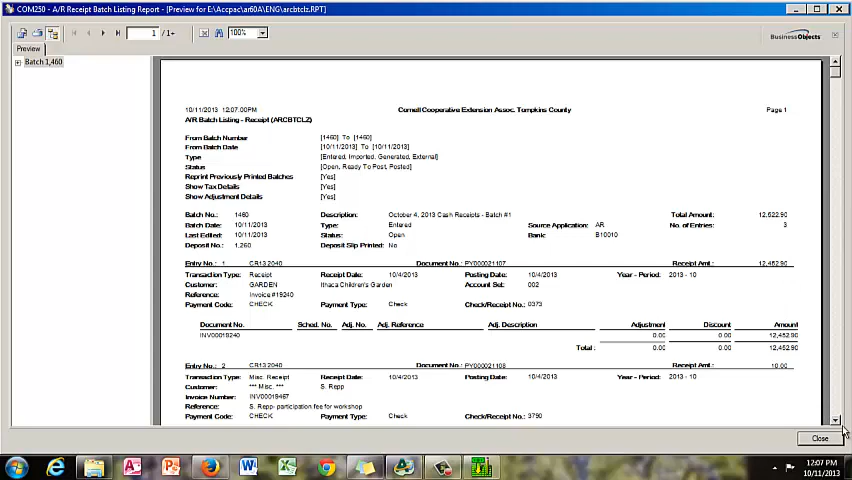 COM250 - A/R Receipt Batch Listing Report - [Preview for E:\Accpac\ar60A\ENG\arcbtclz.RPT]
1 / 1+ 100% BusinessObjects
Preview
Batch 1,460
10/11/2013 12:07:00PM Cornell Cooperative Extension Assoc. Tompkins County Page 1
A/R Batch Listing - Receipt (ARCBTCLZ)
From Batch Number [1460] To [1460]
From Batch Date [10/11/2013] To [10/11/2013]
Type [Entered, Imported, Generated, External]
Status [Open, Ready To Post, Posted]
Reprint Previously Printed Batches [Yes]
Show Tax Details [Yes]
Show Adjustment Details [Yes]
Batch No.: 1460 Description: October 4, 2013 Cash Receipts - Batch #1 Total Amount: 12,522.90
Batch Date: 10/11/2013 Type: Entered Source Application: AR No. of Entries: 3
Last Edited: 10/11/2013 Status: Open Bank: B10010
Deposit No.: 1,260 Deposit Slip Printed: No
Entry No.: 1 CR13 2040 Document No.: PY000021107 Receipt Amt.: 12,452.90
Transaction Type: Receipt Receipt Date: 10/4/2013 Posting Date: 10/4/2013 Year - Period: 2013 - 10
Customer: GARDEN Ithaca Children's Garden Account Set: 002
Reference: Invoice #19240
Payment Code: CHECK Payment Type: Check Check/Receipt No.: 0373
Document No. Sched. No. Adj. No. Adj. Reference Adj. Description Adjustment Discount Amount
INV00019240 0.00 0.00 12,452.90
Total : 0.00 0.00 12,452.90
Entry No.: 2 CR13 2040 Document No.: PY000021108 Receipt Amt.: 10.00
Transaction Type: Misc. Receipt Receipt Date: 10/4/2013 Posting Date: 10/4/2013 Year - Period: 2013 - 10
Customer: *** Misc. *** S. Repp
Invoice Number: INV00019467
Reference: S. Repp- participation fee for workshop
Payment Code: CHECK Payment Type: Check Check/Receipt No.: 3790
Close
12:07 PM
10/11/2013